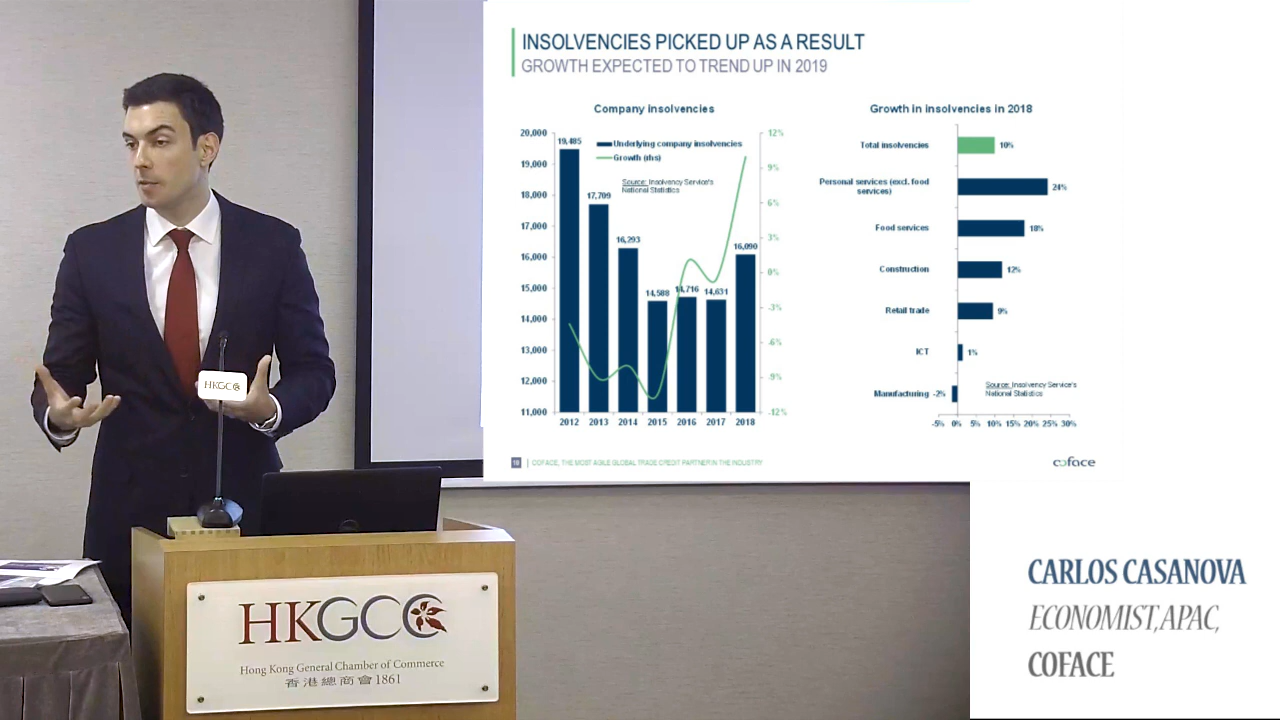 INSOLVENCIES PICKED UP AS A RESULT
GROWTH EXPECTED TO TREND UP IN 2019
Company insolvencies
20,000
19,000
18,000
17,000
16,000
15,000
14,000
13,000
12,000
11,000
19,485
17,709
16,293
14,588
14,716
14,631
16,090
Underlying company insolvencies
Growth (rhs)
Source: Insolvency Service's
National Statistics
12%
9%
6%
3%
0%
-3%
-6%
-9%
-12%
2012 2013 2014 2015 2016 2017 2018
Growth in insolvencies in 2018
Total insolvencies 10%
Personal services (excl. food
services) 24%
Food services 18%
Construction 12%
Retail trade 9%
ICT 1%
Manufacturing -2%
Source: Insolvency Service's
National Statistics
-5% 0% 5% 10% 15% 20% 25% 30%
18 COFACE, THE MOST AGILE GLOBAL TRADE CREDIT PARTNER IN THE INDUSTRY
coface
HKGCC
HKGCC
Hong Kong General Chamber of Commerce
香港總商會 1861
CARLOS CASANOVA
ECONOMIST, APAC,
COFACE